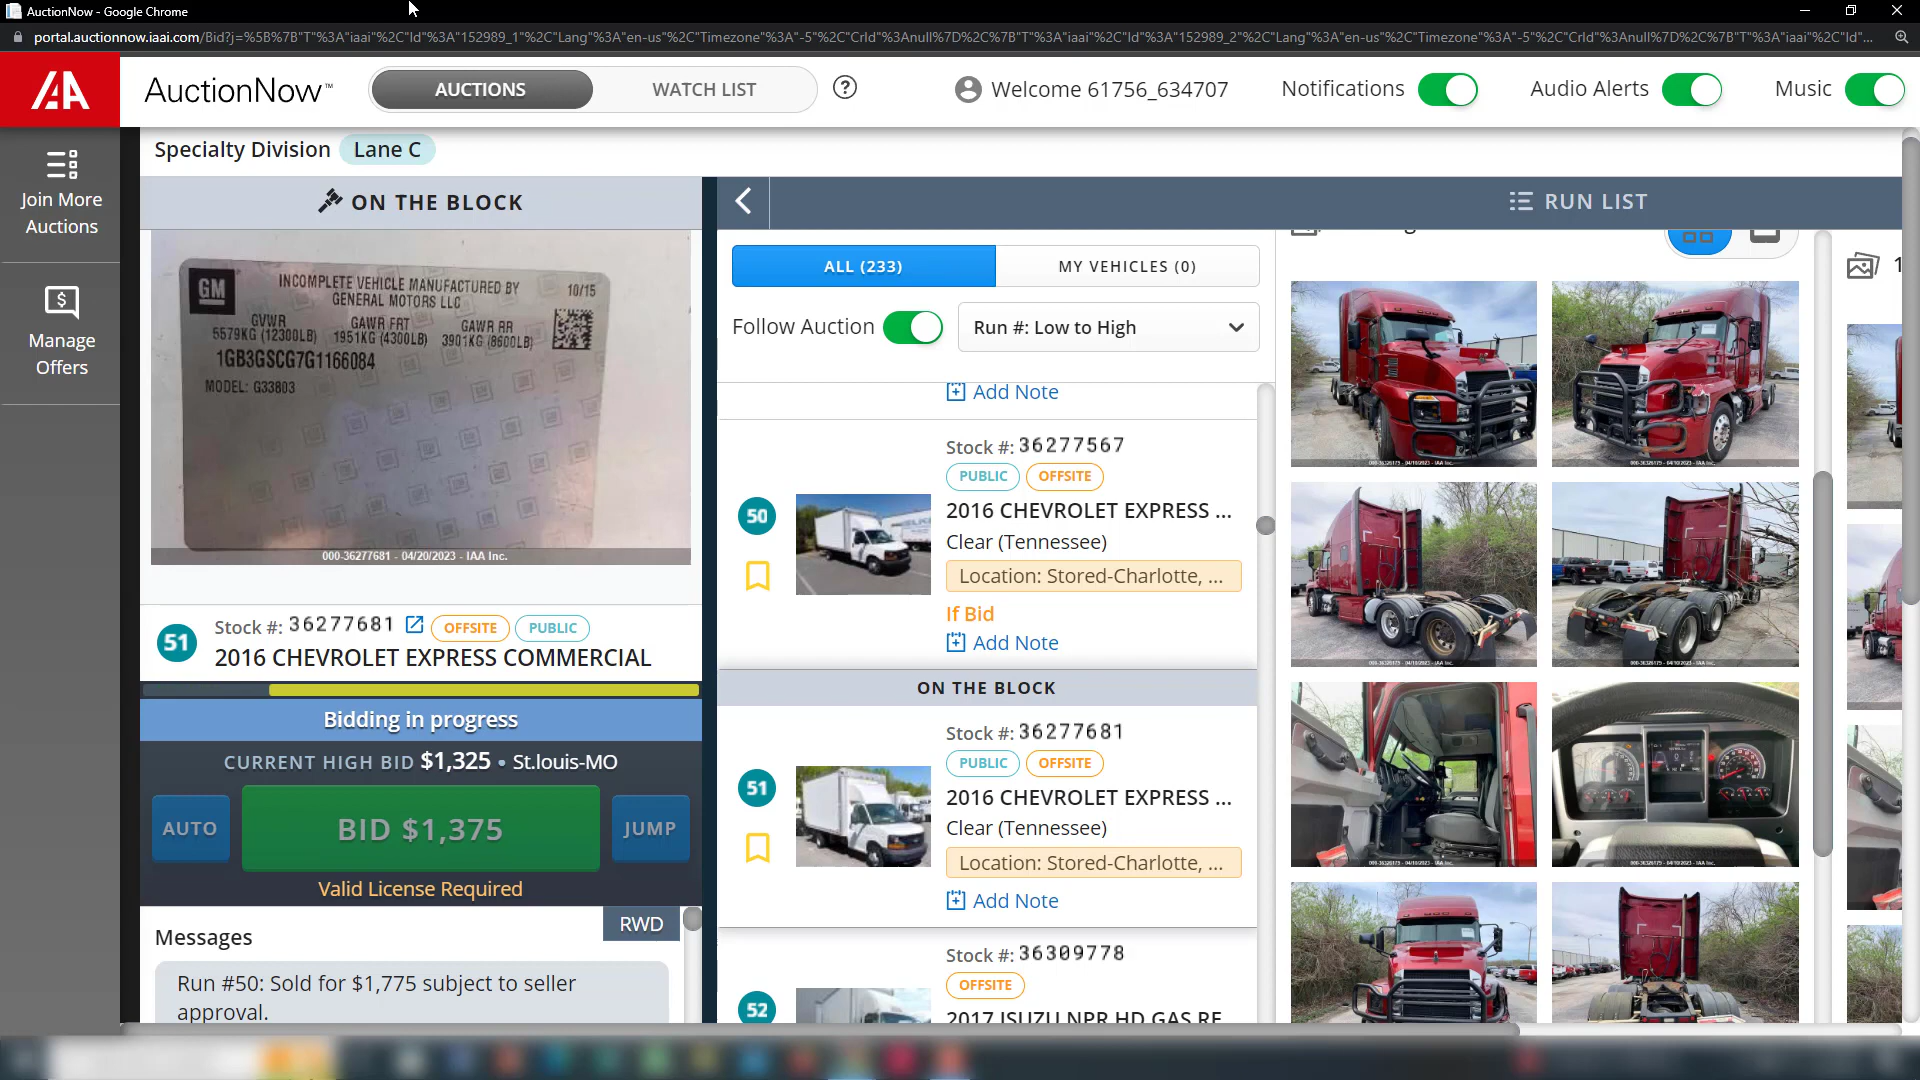 AuctionNow - Google Chrome
portal.auctionnow.iaai.com/Bid?j=%5B%7B"T"%3A"iaai"%2C"Id"%3A"152989_1"%2C"Lang"%3A"en-us"%2C"Timezone"%3A"-5"%2C"CrId"%3Anull%7D%2C%7B"T"%3A"iaai"%2C"Id"%3A"152989_2"%2C"Lang"%3A"en-us"%2C"Timezone"%3A"-5"%2C"CrId"%3Anull%7D%2C%7B"T"%3A"iaai"%2C"Id"...
IAA
AuctionNow™
AUCTIONS
WATCH LIST
Welcome 61756_634707
Notifications
Audio Alerts
Music
Join More
Auctions
Manage
Offers
Specialty Division Lane C
ON THE BLOCK
GM
INCOMPLETE VEHICLE MANUFACTURED BY
GENERAL MOTORS LLC
10/15
GVWR GAWR FRT GAWR RR
5579KG (12300LB) 1951KG (4300LB) 3901KG (8600LB)
1GB3GSCG7G1166084
MODEL: G33803
000-36277681 - 04/20/2023 - IAA Inc.
51
Stock #: 36277681 OFFSITE PUBLIC
2016 CHEVROLET EXPRESS COMMERCIAL
Bidding in progress
CURRENT HIGH BID $1,325 • St.louis-MO
AUTO
BID $1,375
JUMP
Valid License Required
RWD
Messages
Run #50: Sold for $1,775 subject to seller
approval.
RUN LIST
ALL (233)
MY VEHICLES (0)
Follow Auction
Run #: Low to High
Add Note
50
Stock #: 36277567
PUBLIC OFFSITE
2016 CHEVROLET EXPRESS ...
Clear (Tennessee)
Location: Stored-Charlotte, ...
If Bid
Add Note
ON THE BLOCK
51
Stock #: 36277681
PUBLIC OFFSITE
2016 CHEVROLET EXPRESS ...
Clear (Tennessee)
Location: Stored-Charlotte, ...
Add Note
52
Stock #: 36309778
OFFSITE
2017 ISUZU NPR HD GAS RE